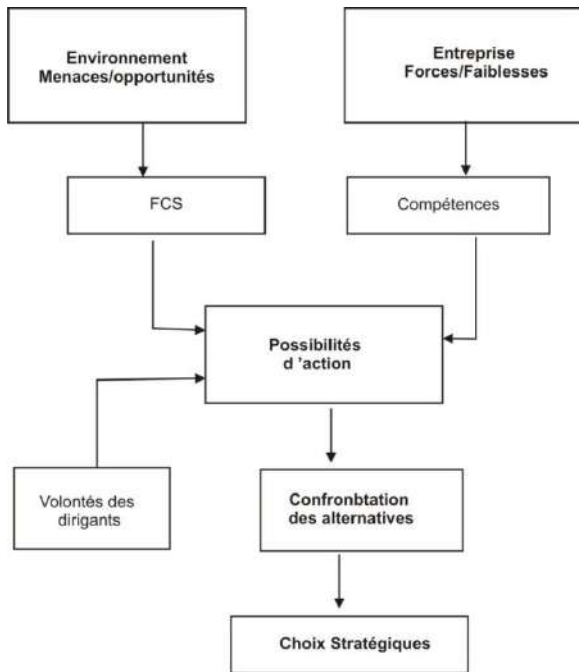 Environnement
Menaces/opportunités
Entreprise
Forces/Faiblesses
FCS
Compétences
Possibilités
d ’action
Volontés des
dirigants
Confronbtation
des alternatives
Choix Stratégiques